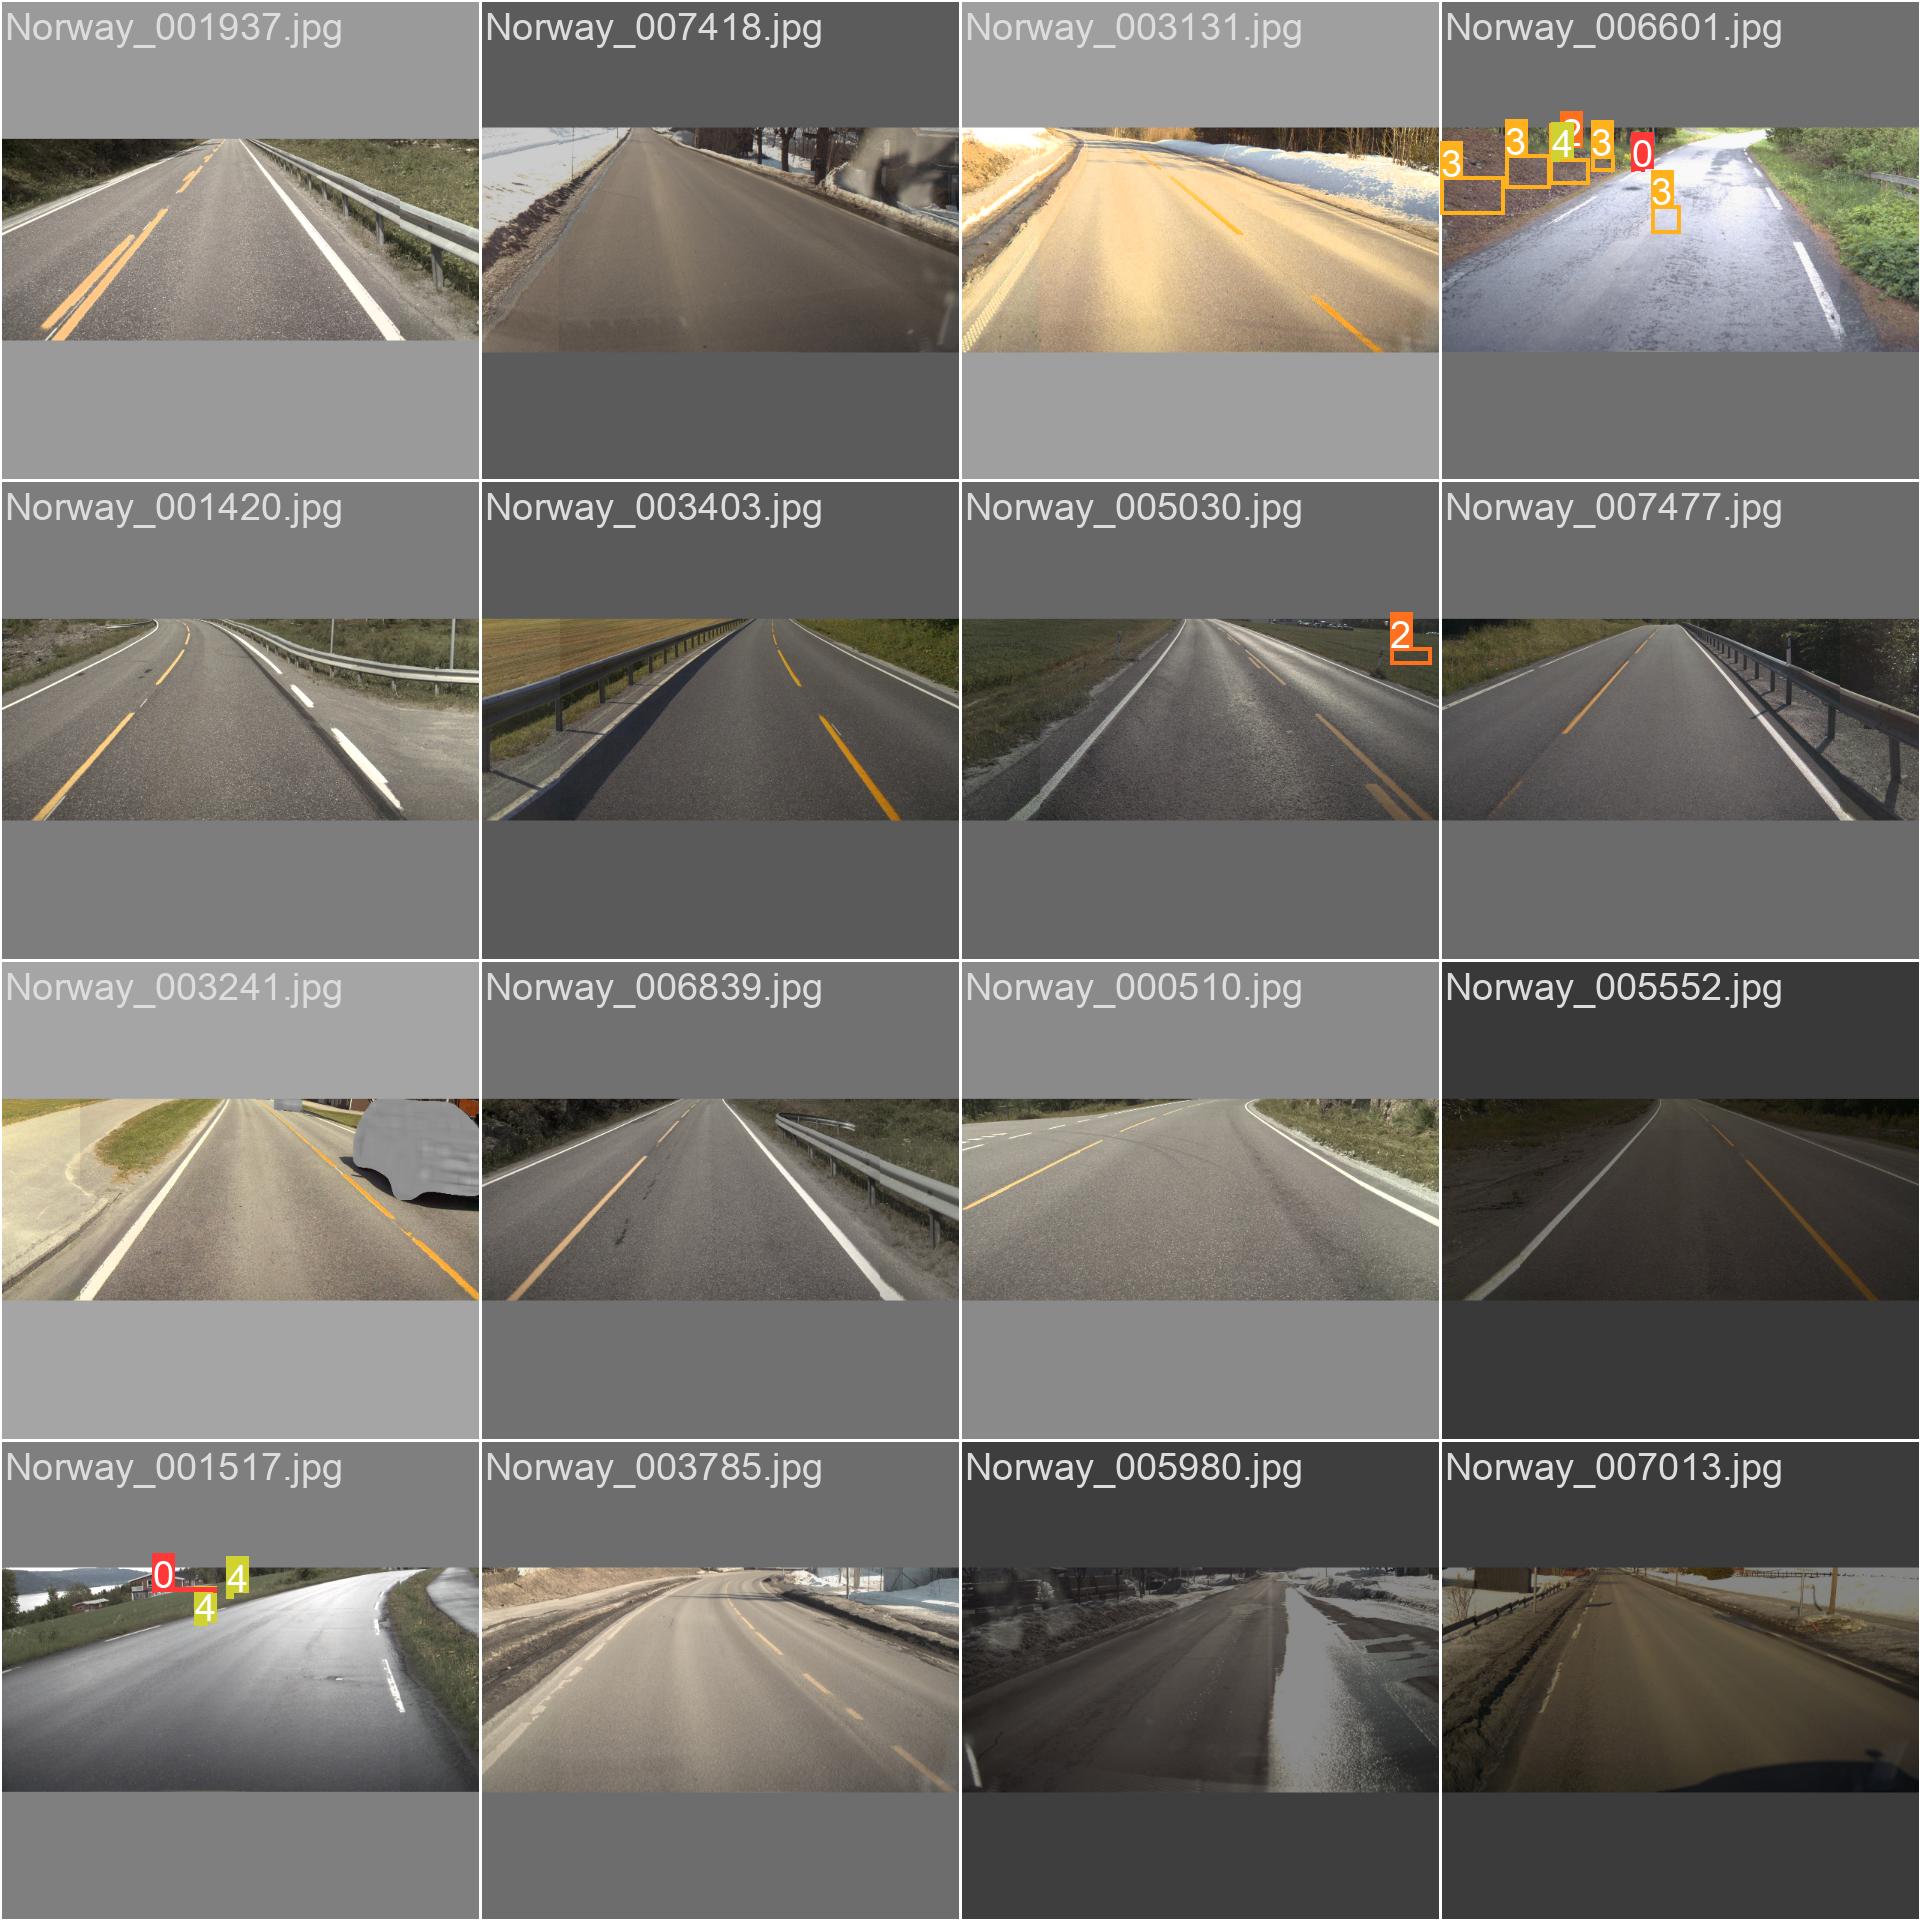 Norway_001937.jpg
Norway_007418.jpg
Norway_003131.jpg
Norway_006601.jpg
3
3
4
2
3
0
3
Norway_001420.jpg
Norway_003403.jpg
Norway_005030.jpg
Norway_007477.jpg
2
Norway_003241.jpg
Norway_006839.jpg
Norway_000510.jpg
Norway_005552.jpg
Norway_001517.jpg
Norway_003785.jpg
Norway_005980.jpg
Norway_007013.jpg
0
4
4